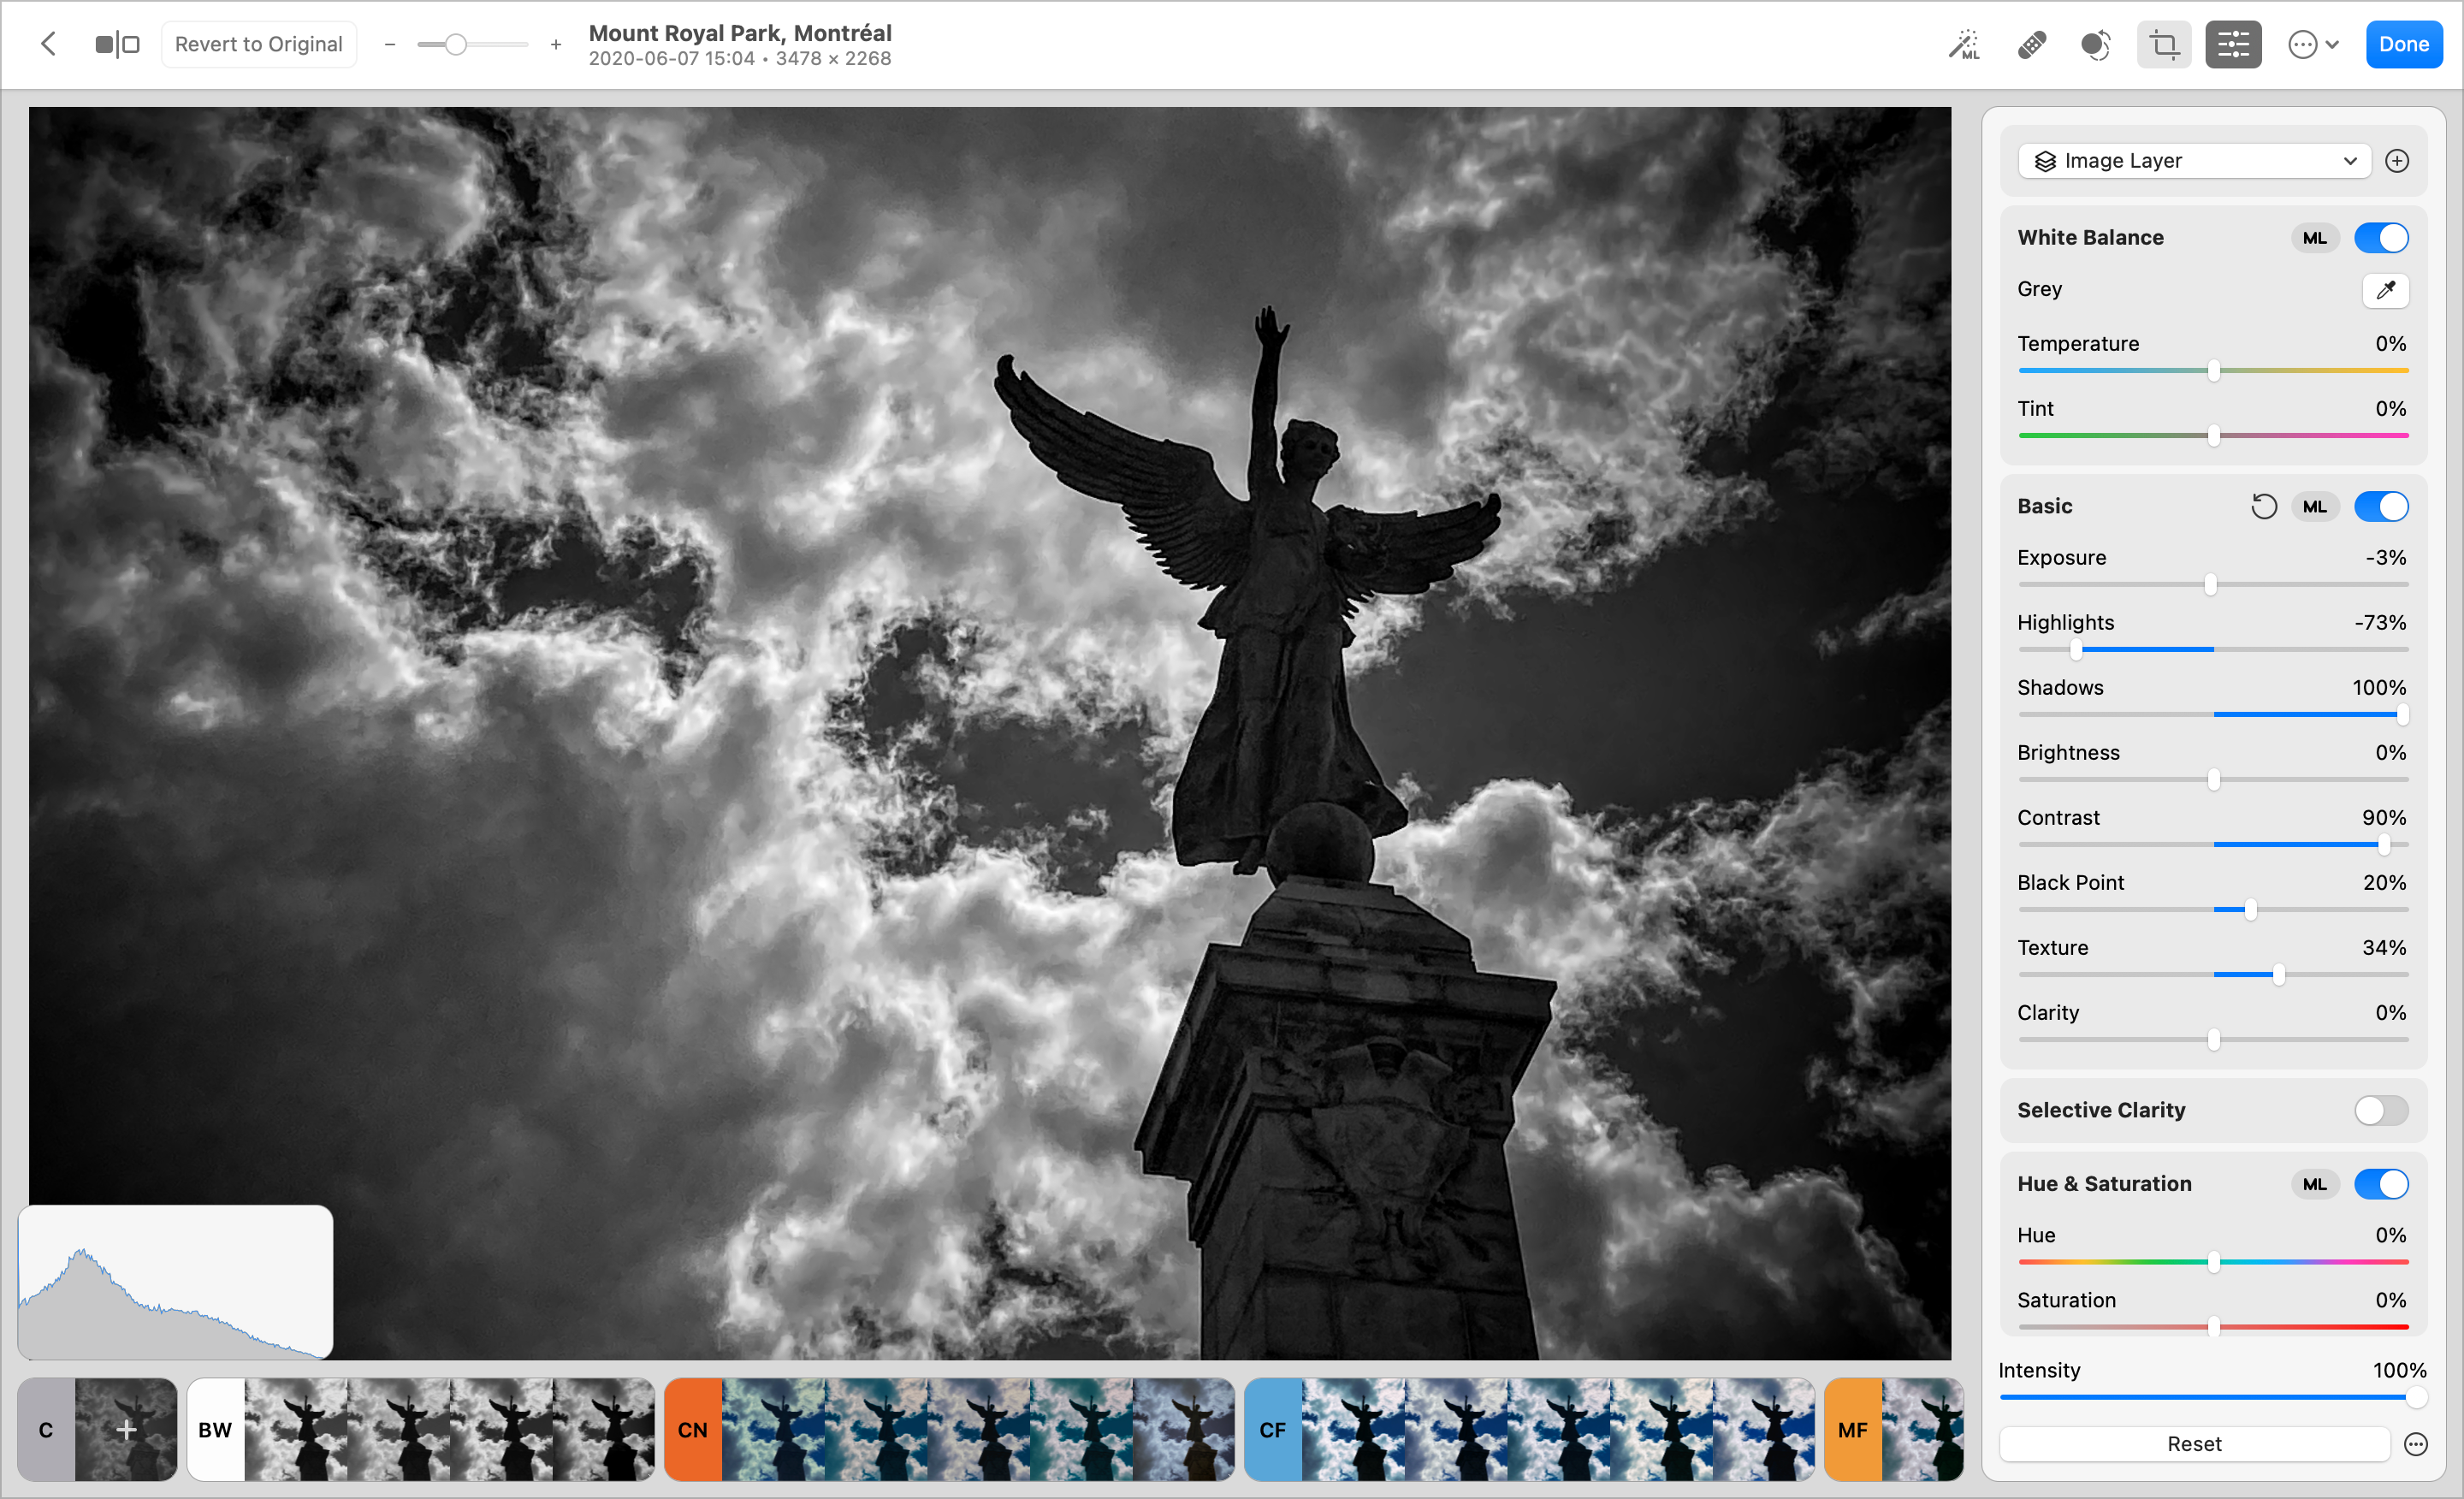 Revert to Original
Mount Royal Park, Montréal
2020-06-07 15:04 • 3478 × 2268
ML
Done
Image Layer
White Balance ML
Grey
Temperature 0%
Tint 0%
Basic ML
Exposure -3%
Highlights -73%
Shadows 100%
Brightness 0%
Contrast 90%
Black Point 20%
Texture 34%
Clarity 0%
Selective Clarity
Hue & Saturation ML
Hue 0%
Saturation 0%
Intensity 100%
Reset
C
BW
CN
CF
MF